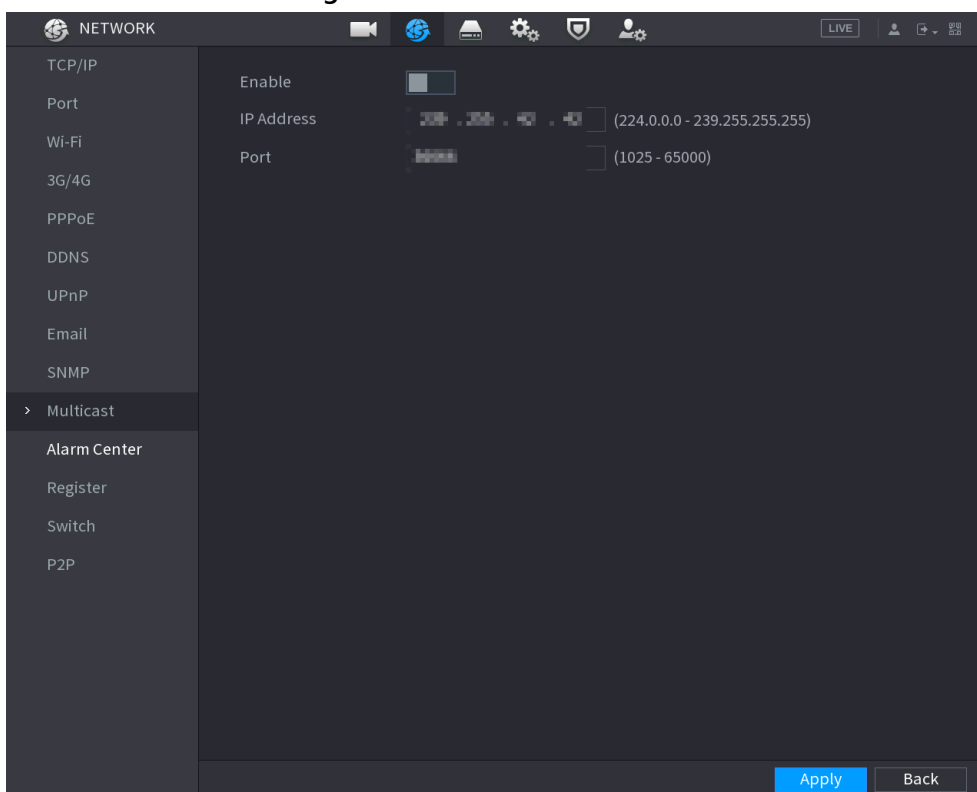 NETWORK
LIVE
TCP/IP
Port
Wi-Fi
3G/4G
PPPoE
DDNS
UPnP
Email
SNMP
Multicast
Alarm Center
Register
Switch
P2P
Enable
IP Address (224.0.0.0 - 239.255.255.255)
Port (1025 - 65000)
Apply Back